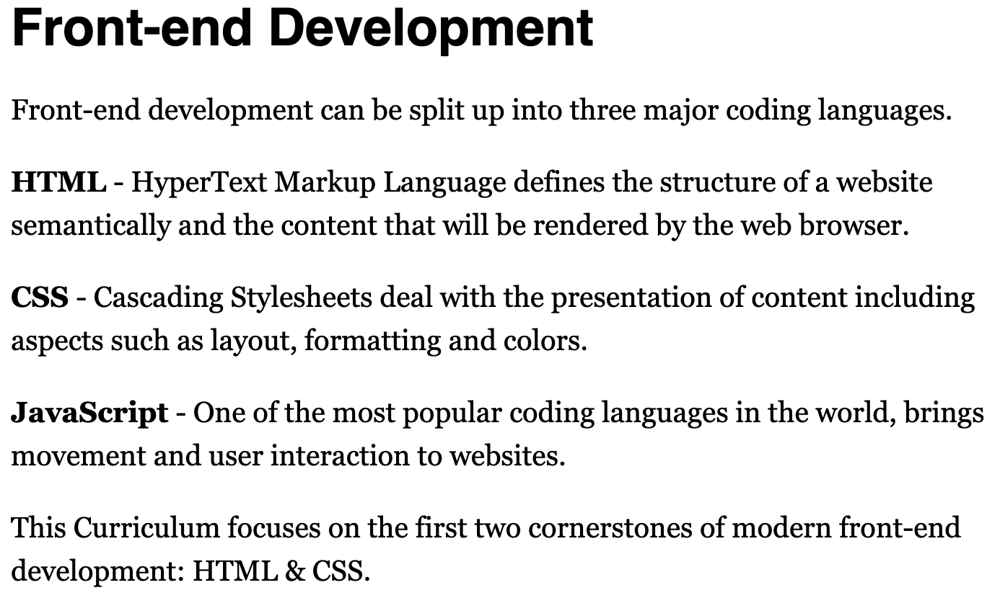 Front-end Development
Front-end development can be split up into three major coding languages.
HTML - HyperText Markup Language defines the structure of a website
semantically and the content that will be rendered by the web browser.
CSS - Cascading Stylesheets deal with the presentation of content including
aspects such as layout, formatting and colors.
JavaScript - One of the most popular coding languages in the world, brings
movement and user interaction to websites.
This Curriculum focuses on the first two cornerstones of modern front-end
development: HTML & CSS.